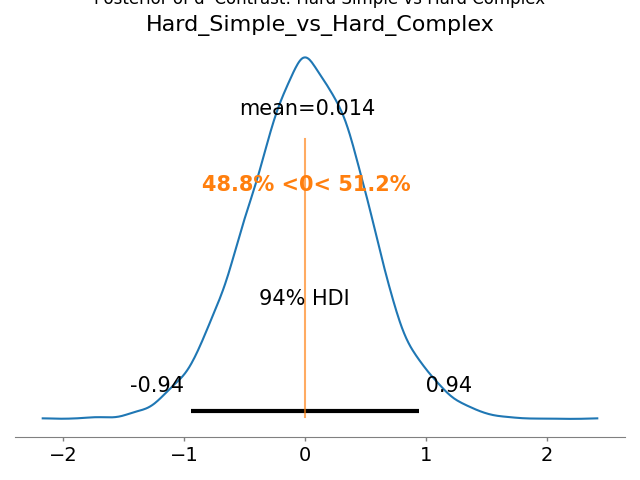 Posterior of d' Contrast: Hard Simple vs Hard Complex
Hard_Simple_vs_Hard_Complex
mean=0.014
48.8% <0< 51.2%
94% HDI
-0.94
0.94
−2
−1
0
1
2